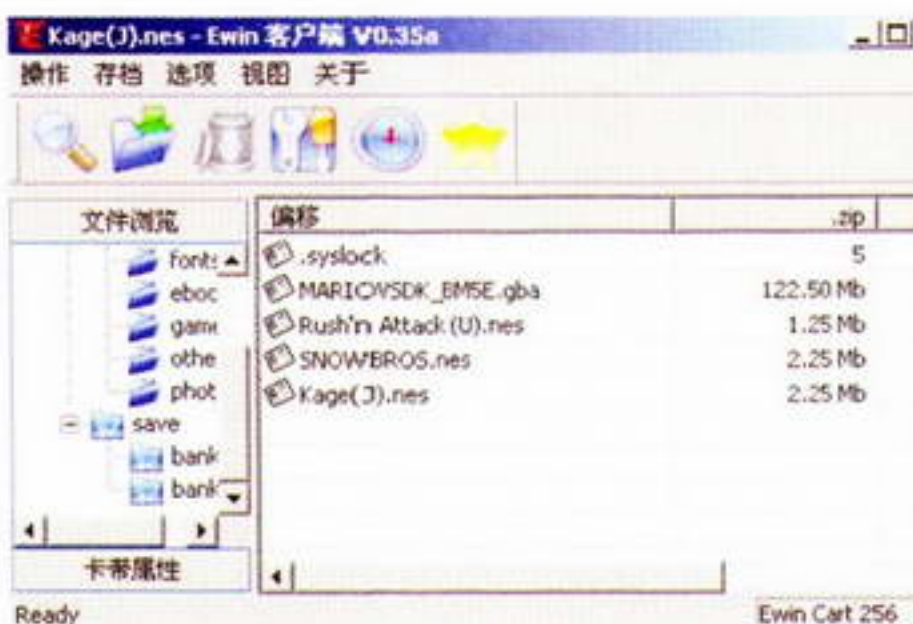 Kage(J).nes - Ewin 客户端 V0.35a
操作 存档 选项 视图 关于
文件浏览
偏移 .zip
font:
.syslock 5
eboc
MARIOVSDK_BMSE.gba 122.50 Mb
game
Rush'n Attack (U).nes 1.25 Mb
othe
SNOWBROS.nes 2.25 Mb
phot
Kage(J).nes 2.25 Mb
save
bank
bank
卡带属性
Ready Ewin Cart 256